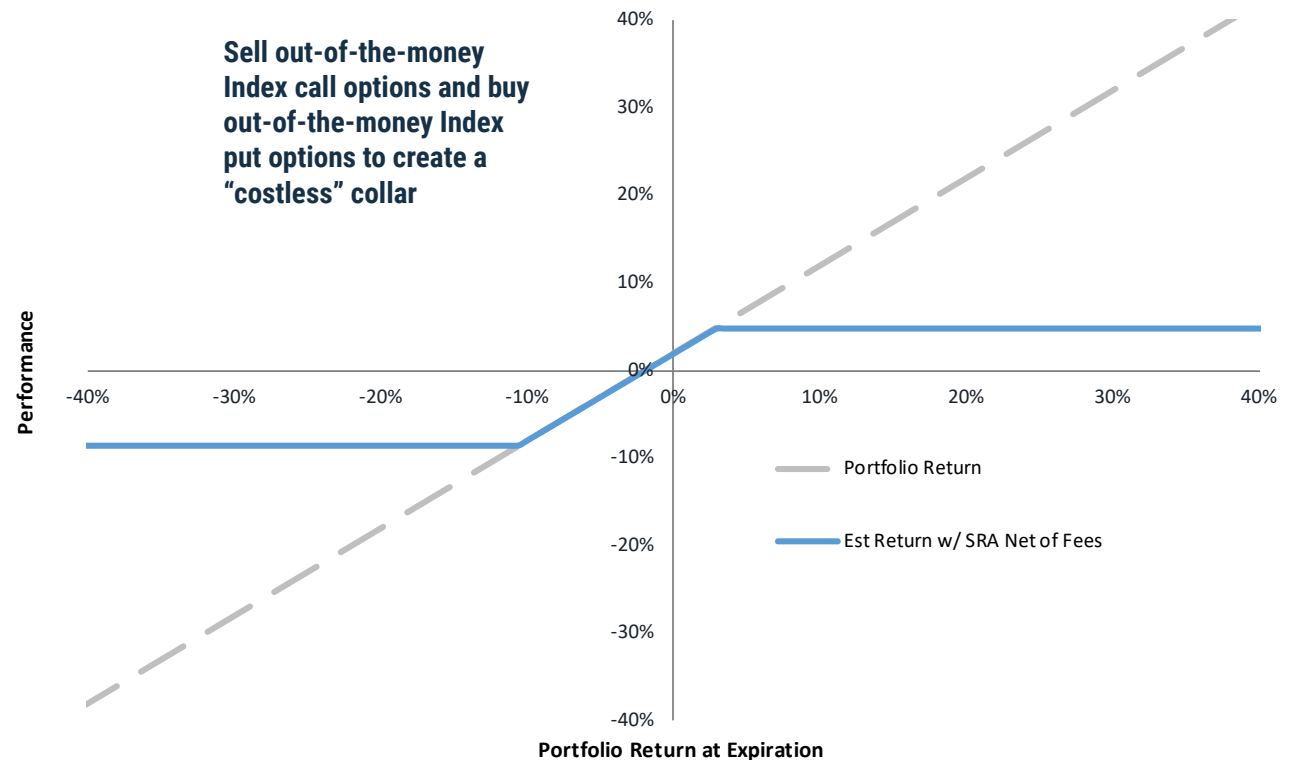 Sell out-of-the-money
Index call options and buy
out-of-the-money Index
put options to create a
“costless” collar
40%
30%
20%
10%
0%
-10%
-20%
-30%
-40%
-40%
-30%
-20%
-10%
0%
10%
20%
30%
40%
Performance
Portfolio Return
Est Return w/ SRA Net of Fees
Portfolio Return at Expiration